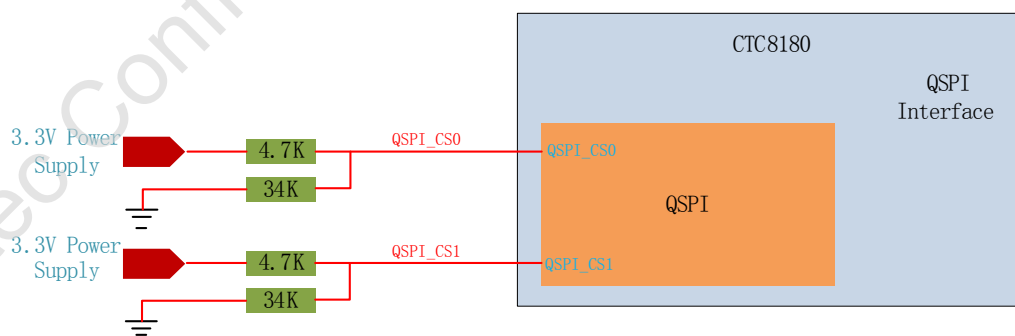 CTC8180
QSPI
Interface
3.3V Power
Supply
4.7K
34K
QSPI_CS0
QSPI_CS0
QSPI
3.3V Power
Supply
4.7K
34K
QSPI_CS1
QSPI_CS1